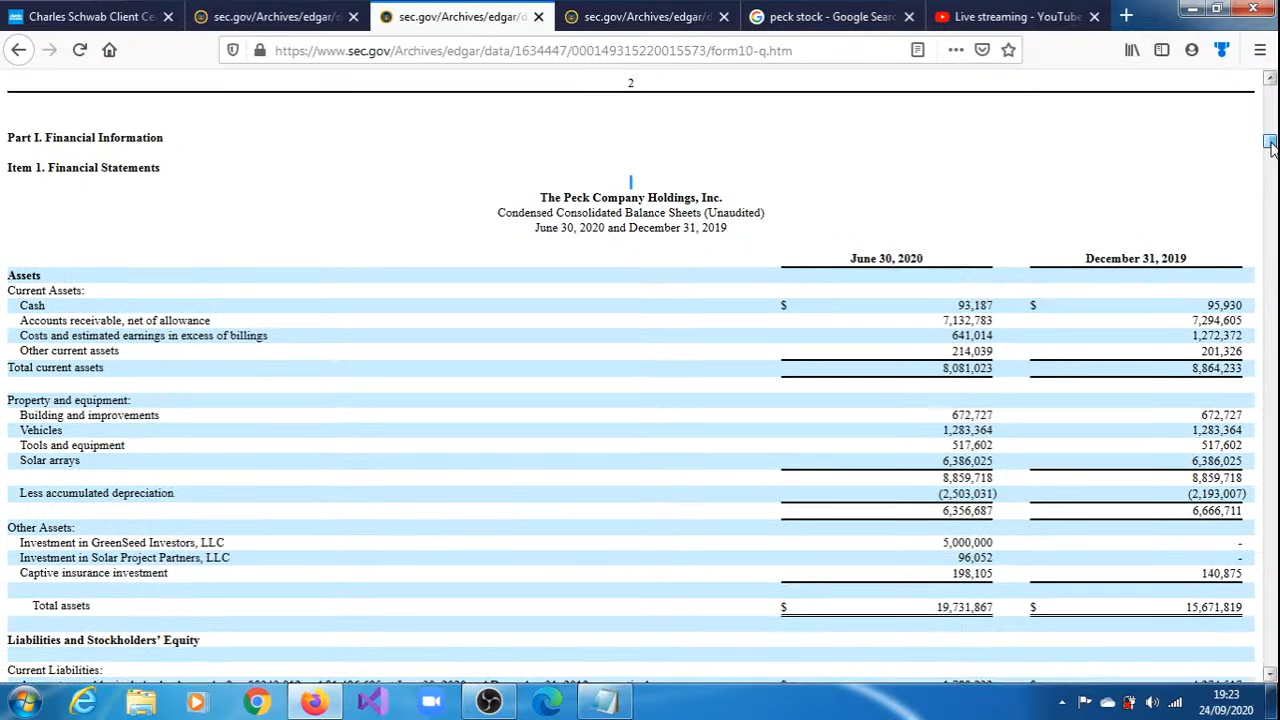 Charles Schwab Client Ce
sec.gov/Archives/edgar/d
sec.gov/Archives/edgar/d
sec.gov/Archives/edgar/d
peck stock - Google Sear
Live streaming - YouTube
https://www.sec.gov/Archives/edgar/data/1634447/000149315220015573/form10-q.htm
2
Part I. Financial Information
Item 1. Financial Statements
The Peck Company Holdings, Inc.
Condensed Consolidated Balance Sheets (Unaudited)
June 30, 2020 and December 31, 2019
June 30, 2020 December 31, 2019
Assets
Current Assets:
Cash $ 93,187 $ 95,930
Accounts receivable, net of allowance 7,132,783 7,294,605
Costs and estimated earnings in excess of billings 641,014 1,272,372
Other current assets 214,039 201,326
Total current assets 8,081,023 8,864,233
Property and equipment:
Building and improvements 672,727 672,727
Vehicles 1,283,364 1,283,364
Tools and equipment 517,602 517,602
Solar arrays 6,386,025 6,386,025
8,859,718 8,859,718
Less accumulated depreciation (2,503,031) (2,193,007)
6,356,687 6,666,711
Other Assets:
Investment in GreenSeed Investors, LLC 5,000,000 -
Investment in Solar Project Partners, LLC 96,052 -
Captive insurance investment 198,105 140,875
Total assets $ 19,731,867 $ 15,671,819
Liabilities and Stockholders' Equity
Current Liabilities:
19:23
24/09/2020